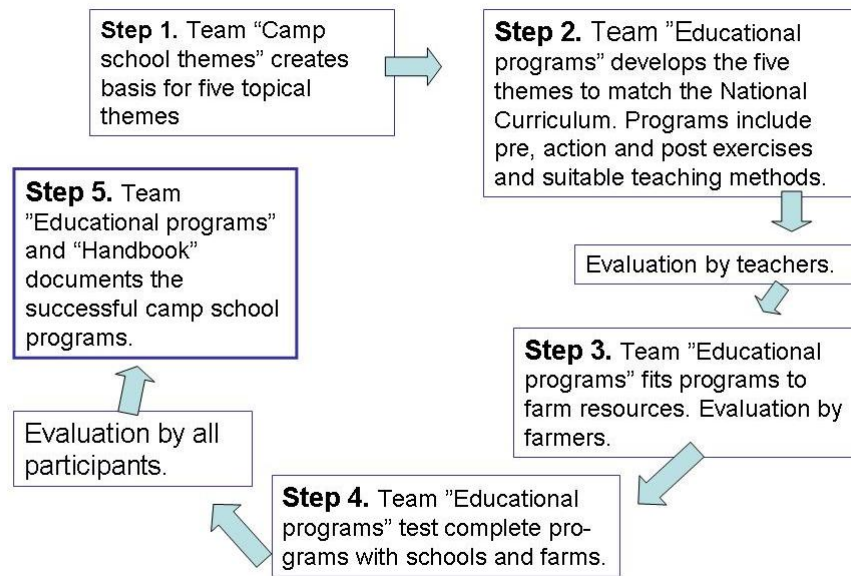 Step 1. Team “Camp
school themes” creates
basis for five topical
themes
Step 2. Team ”Educational
programs” develops the five
themes to match the National
Curriculum. Programs include
pre, action and post exercises
and suitable teaching methods.
Evaluation by teachers.
Step 3. Team ”Educational
programs” fits programs to
farm resources. Evaluation by
farmers.
Step 4. Team ”Educational
programs” test complete pro-
grams with schools and farms.
Evaluation by all
participants.
Step 5. Team
”Educational programs”
and “Handbook”
documents the
successful camp school
programs.